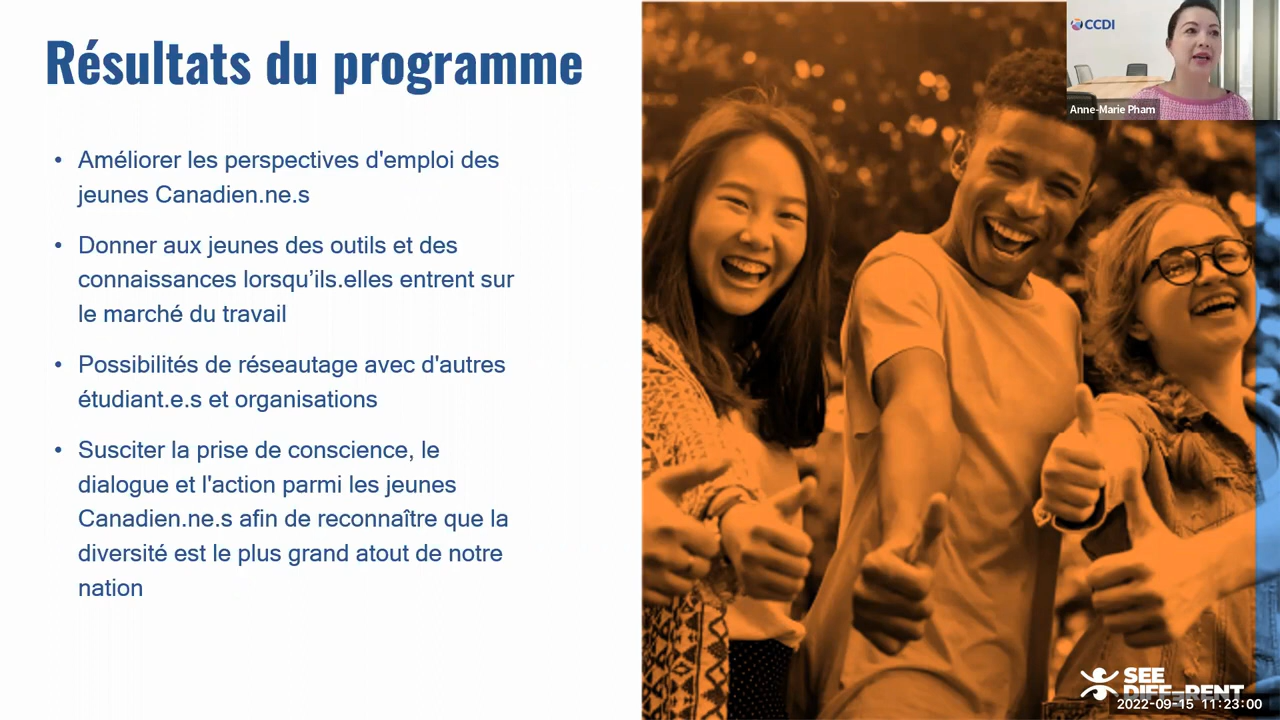 Résultats du programme
• Améliorer les perspectives d'emploi des
jeunes Canadien.ne.s
• Donner aux jeunes des outils et des
connaissances lorsqu’ils.elles entrent sur
le marché du travail
• Possibilités de réseautage avec d'autres
étudiant.e.s et organisations
• Susciter la prise de conscience, le
dialogue et l'action parmi les jeunes
Canadien.ne.s afin de reconnaître que la
diversité est le plus grand atout de notre
nation
CCDI
Anne-Marie Pham
SEE
DIFFERENT
2022-09-15 11:23:00